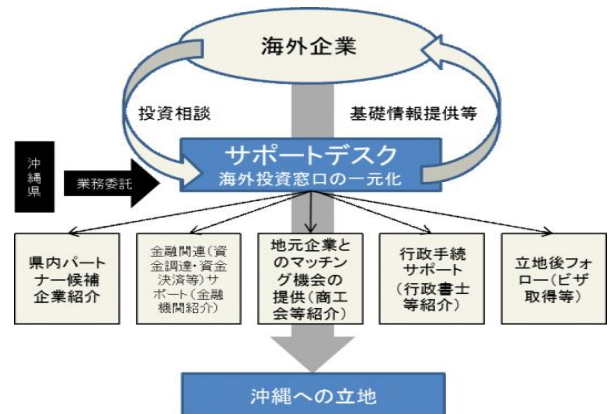 海外企業
投資相談
基礎情報提供等
沖
縄
県
業務委託
サポートデスク
海外投資窓口の一元化
県内パート
ナー候補
企業紹介
金融関連(資
金調達・資金
決済等)サ
ポート(金融
機関紹介)
地元企業と
のマッチン
グ機会の
提供(商工
会等紹介)
行政手続
サポート
(行政書士
等紹介)
立地後フォ
ロー(ビザ
取得等)
沖縄への立地